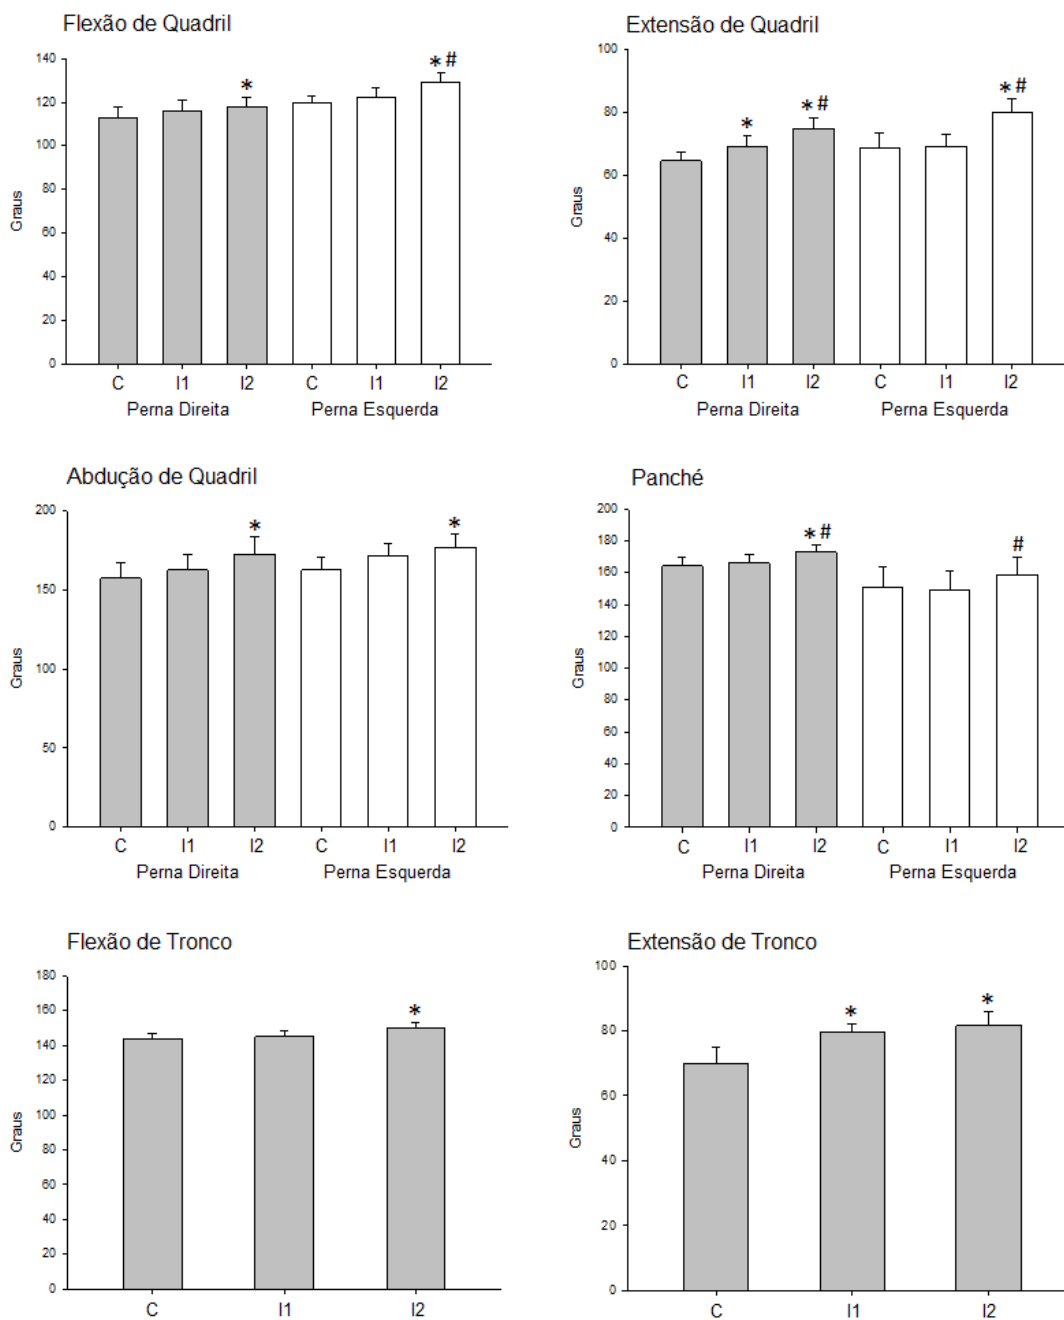 Flexão de Quadril
140
120
100
80
60
40
20
0
Graus
*
* #
C I1 I2 C I1 I2
Perna Direita Perna Esquerda
Extensão de Quadril
100
80
60
40
20
0
Graus
*
* #
* #
C I1 I2 C I1 I2
Perna Direita Perna Esquerda
Abdução de Quadril
200
150
100
50
0
Graus
*
*
C I1 I2 C I1 I2
Perna Direita Perna Esquerda
Panché
200
180
160
140
120
100
80
60
40
20
0
Graus
* #
#
C I1 I2 C I1 I2
Perna Direita Perna Esquerda
Flexão de Tronco
180
160
140
120
100
80
60
40
20
0
Graus
*
C I1 I2
Extensão de Tronco
100
80
60
40
20
0
Graus
*
*
C I1 I2